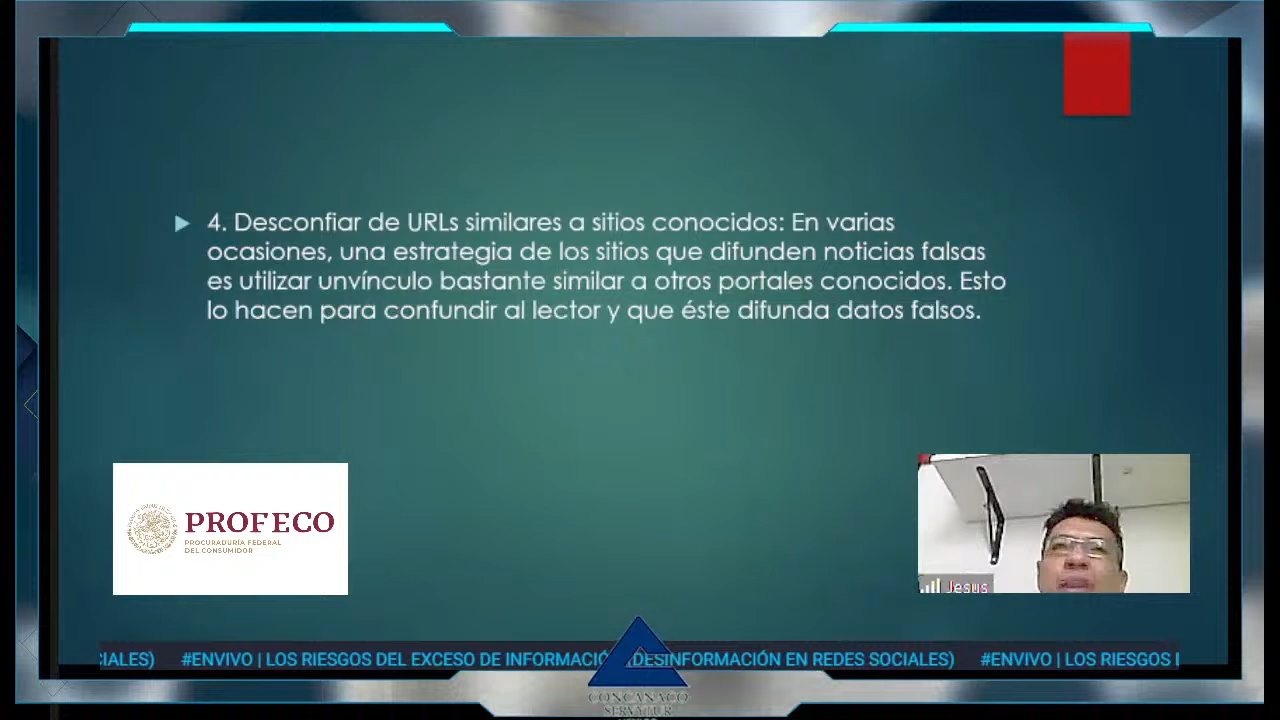 4. Desconfiar de URLs similares a sitios conocidos: En varias
ocasiones, una estrategia de los sitios que difunden noticias falsas
es utilizar unvínculo bastante similar a otros portales conocidos. Esto
lo hacen para confundir al lector y que éste difunda datos falsos.
PROFECO
PROCURADURÍA FEDERAL
DEL CONSUMIDOR
Jesus
CIALES) #ENVIVO | LOS RIESGOS DEL EXCESO DE INFORMACIÓ (DESINFORMACIÓN EN REDES SOCIALES) #ENVIVO | LOS RIESGOS
CONCANACO
SERVYTUR